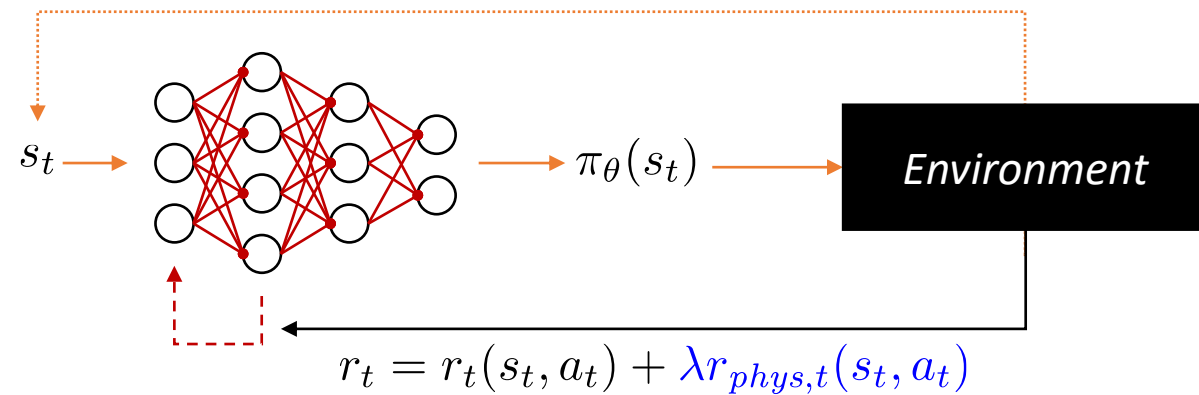 s_t
π_θ(s_t)
Environment
r_t = r_t(s_t, a_t) + λr_{phys,t}(s_t, a_t)